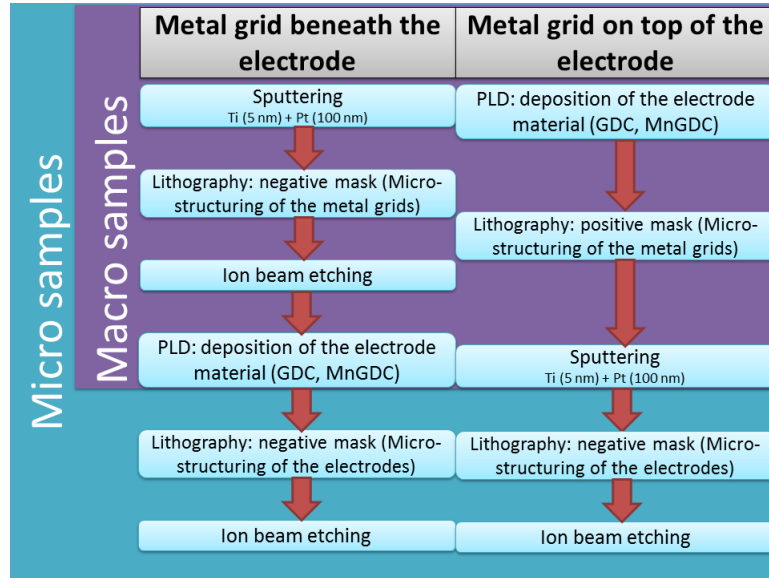 Micro samples
Macro samples
Metal grid beneath the
electrode
Sputtering
Ti (5 nm) + Pt (100 nm)
Lithography: negative mask (Micro-
structuring of the metal grids)
Ion beam etching
PLD: deposition of the electrode
material (GDC, MnGDC)
Lithography: negative mask (Micro-
structuring of the electrodes)
Ion beam etching
Metal grid on top of the
electrode
PLD: deposition of the electrode
material (GDC, MnGDC)
Lithography: positive mask (Micro-
structuring of the metal grids)
Sputtering
Ti (5 nm) + Pt (100 nm)
Lithography: negative mask (Micro-
structuring of the electrodes)
Ion beam etching